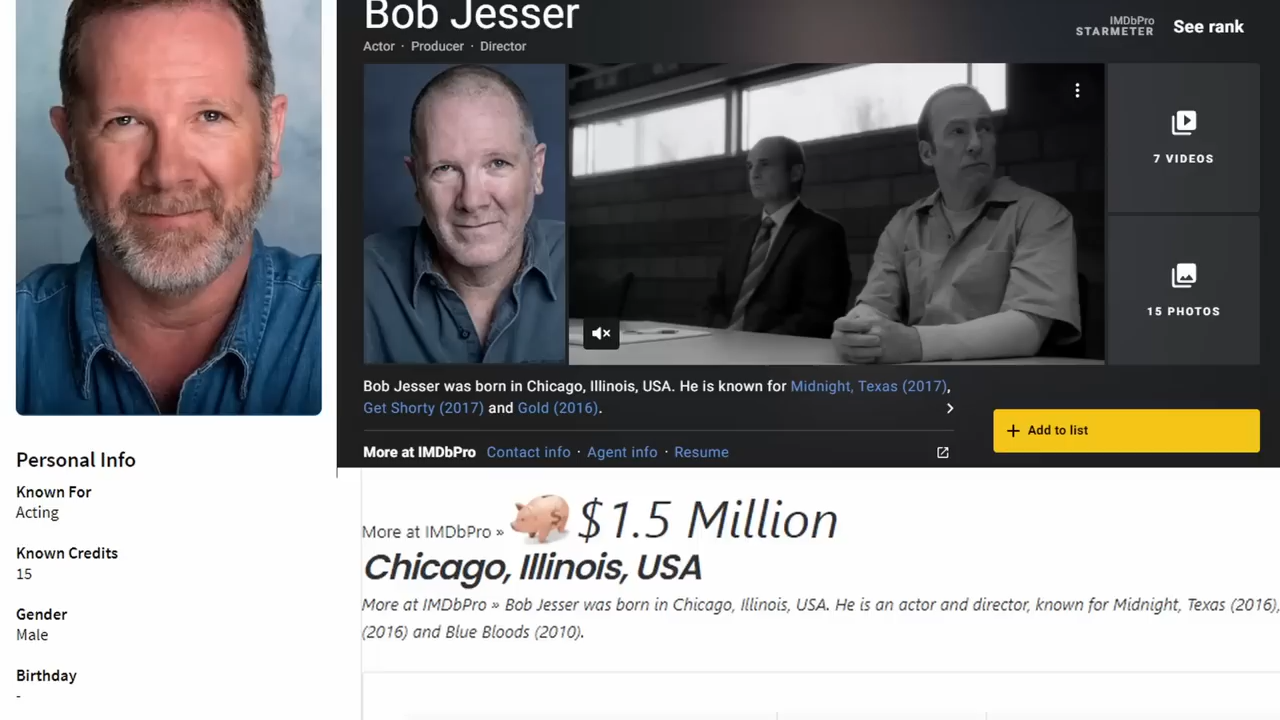 Bob Jesser
Actor · Producer · Director
IMDbPro
STARMETER
See rank
7 VIDEOS
15 PHOTOS
Bob Jesser was born in Chicago, Illinois, USA. He is known for Midnight, Texas (2017),
Get Shorty (2017) and Gold (2016).
+ Add to list
More at IMDbPro Contact info · Agent info · Resume
Personal Info
Known For
Acting
Known Credits
15
Gender
Male
Birthday
-
More at IMDbPro » $1.5 Million
Chicago, Illinois, USA
More at IMDbPro » Bob Jesser was born in Chicago, Illinois, USA. He is an actor and director, known for Midnight, Texas (2016),
(2016) and Blue Bloods (2010).